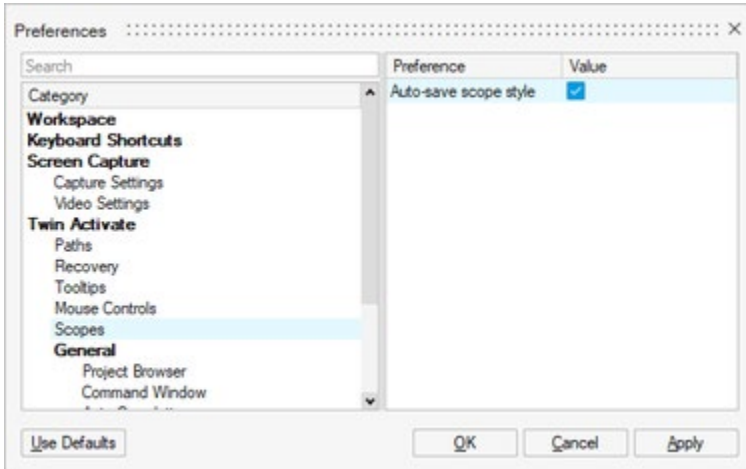 Preferences
Search
Category
Workspace
Keyboard Shortcuts
Screen Capture
Capture Settings
Video Settings
Twin Activate
Paths
Recovery
Tooltips
Mouse Controls
Scopes
General
Project Browser
Command Window
Preference Value
Auto-save scope style
Use Defaults OK Cancel Apply